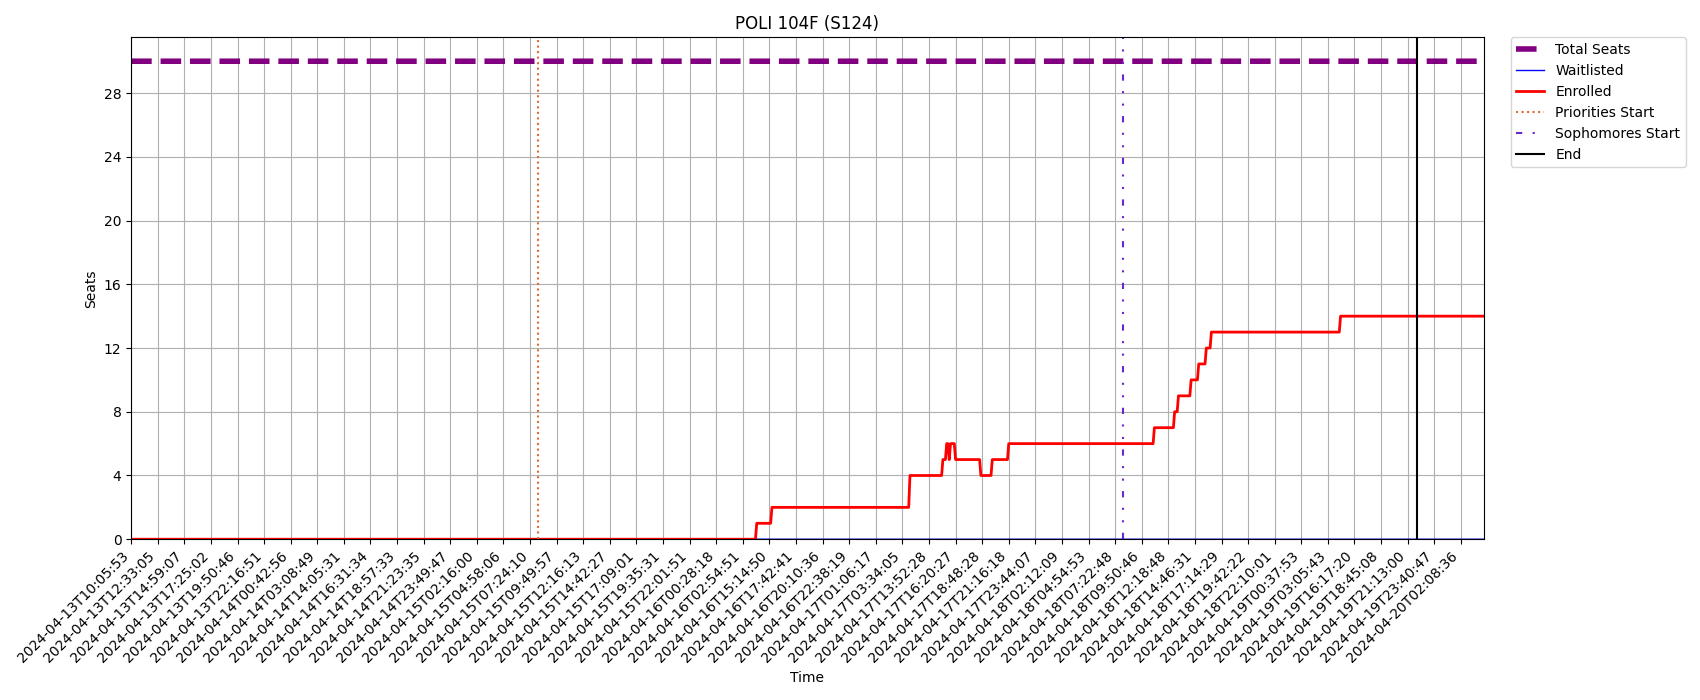 POLI 104F (S124)
Total Seats
Waitlisted
Enrolled
Priorities Start
Sophomores Start
End
Seats
28
24
20
16
12
8
4
0
2024-04-13T10:05:53
2024-04-13T12:33:05
2024-04-13T14:59:07
2024-04-13T17:25:02
2024-04-13T19:50:46
2024-04-13T22:16:51
2024-04-14T00:42:56
2024-04-14T03:08:49
2024-04-14T14:05:31
2024-04-14T16:31:34
2024-04-14T18:57:33
2024-04-14T21:23:35
2024-04-14T23:49:47
2024-04-15T02:16:00
2024-04-15T04:58:06
2024-04-15T07:24:10
2024-04-15T09:49:57
2024-04-15T12:16:13
2024-04-15T14:42:27
2024-04-15T17:09:01
2024-04-15T19:35:31
2024-04-15T22:01:51
2024-04-16T00:28:18
2024-04-16T02:54:51
2024-04-16T15:14:50
2024-04-16T17:42:41
2024-04-16T20:10:36
2024-04-16T22:38:19
2024-04-17T01:06:17
2024-04-17T03:34:05
2024-04-17T13:52:28
2024-04-17T16:20:27
2024-04-17T18:48:28
2024-04-17T21:16:18
2024-04-17T23:44:07
2024-04-18T02:12:09
2024-04-18T04:54:53
2024-04-18T07:22:48
2024-04-18T09:50:46
2024-04-18T12:18:48
2024-04-18T14:46:31
2024-04-18T17:14:29
2024-04-18T19:42:22
2024-04-18T22:10:01
2024-04-19T00:37:53
2024-04-19T03:05:43
2024-04-19T16:17:20
2024-04-19T18:45:08
2024-04-19T21:13:00
2024-04-19T23:40:47
2024-04-20T02:08:36
Time